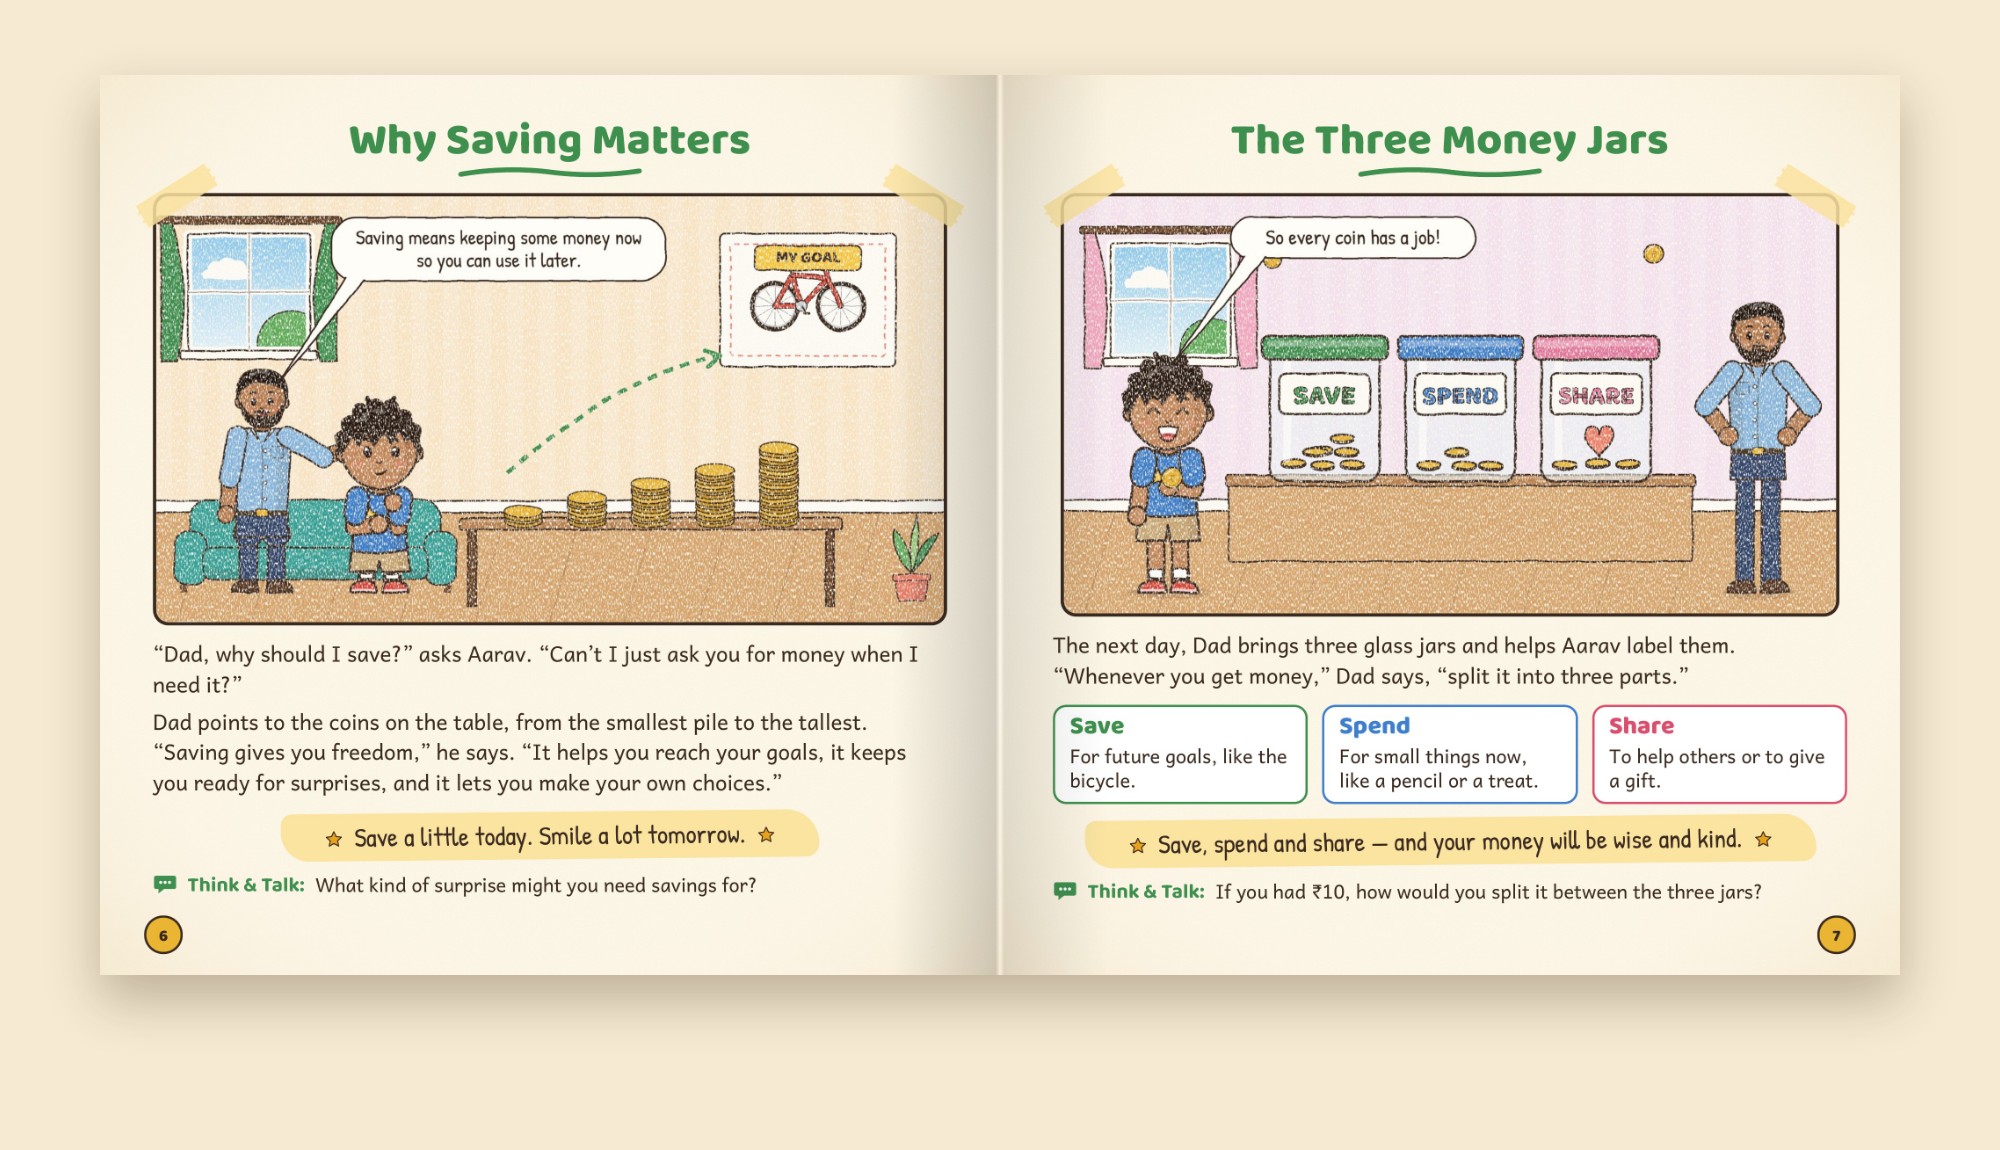 Why Saving Matters
Saving means keeping some money now
so you can use it later.
MY GOAL
“Dad, why should I save?” asks Aarav. “Can’t I just ask you for money when I
need it?”
Dad points to the coins on the table, from the smallest pile to the tallest.
“Saving gives you freedom,” he says. “It helps you reach your goals, it keeps
you ready for surprises, and it lets you make your own choices.”
Save a little today. Smile a lot tomorrow.
Think & Talk: What kind of surprise might you need savings for?
6
The Three Money Jars
So every coin has a job!
SAVE
SPEND
SHARE
The next day, Dad brings three glass jars and helps Aarav label them.
“Whenever you get money,” Dad says, “split it into three parts.”
Save
For future goals, like the
bicycle.
Spend
For small things now,
like a pencil or a treat.
Share
To help others or to give
a gift.
Save, spend and share — and your money will be wise and kind.
Think & Talk: If you had ₹10, how would you split it between the three jars?
7